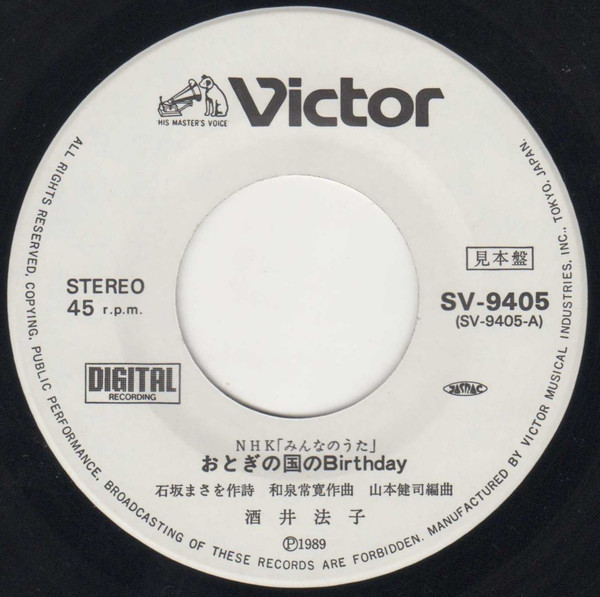 Victor
"HIS MASTER'S VOICE"
STEREO
45 r.p.m.
見本盤
SV-9405
(SV-9405-A)
DIGITAL
RECORDING
JASRAC
NHK「みんなのうた」
おとぎの国のBirthday
石坂まさを作詩 和泉常寛作曲 山本健司編曲
酒井法子
Ⓟ1989
ALL RIGHTS RESERVED, COPYING, PUBLIC PERFORMANCE, BROADCASTING OF THESE RECORDS ARE FORBIDDEN. MANUFACTURED BY VICTOR MUSICAL INDUSTRIES, INC., TOKYO, JAPAN.